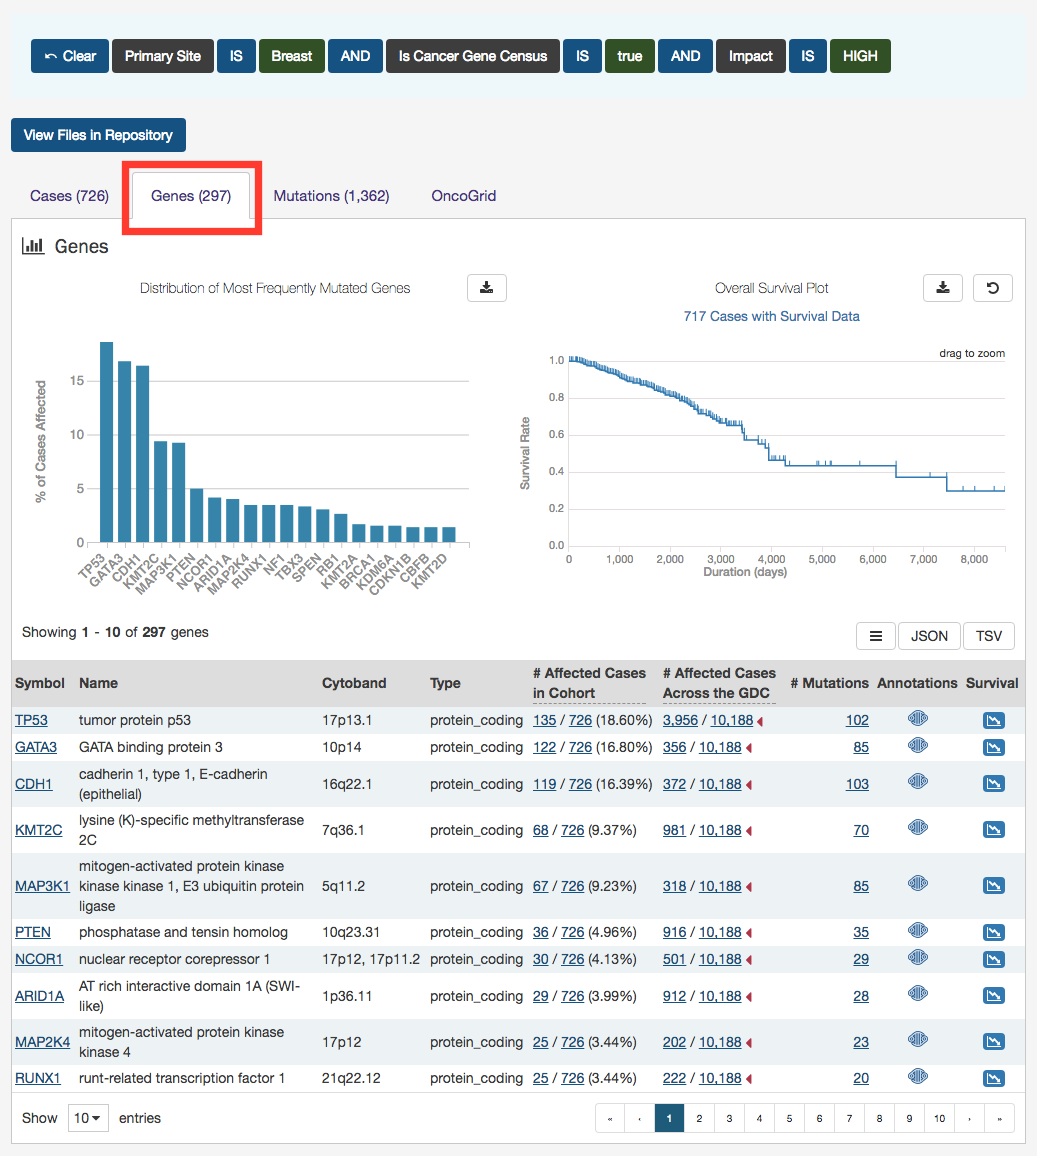 Clear Primary Site IS Breast AND Is Cancer Gene Census IS true AND Impact IS HIGH
View Files in Repository
Cases (726) Genes (297) Mutations (1,362) OncoGrid
Genes
Distribution of Most Frequently Mutated Genes
% of Cases Affected
15
10
5
0
TP53 GATA3 CDH1 KMT2C MAP3K1 PTEN NCOR1 ARID1A MAP2K4 RUNX1 NF1 TBX3 SPEN RB1 KMT2A BRCA1 KDM6A CDKN1B CBFB KMT2D
Overall Survival Plot
717 Cases with Survival Data
drag to zoom
Survival Rate
1.0
0.8
0.6
0.4
0.2
0.0
0 1,000 2,000 3,000 4,000 5,000 6,000 7,000 8,000
Duration (days)
Showing 1 - 10 of 297 genes
JSON TSV
Symbol Name Cytoband Type # Affected Cases in Cohort # Affected Cases Across the GDC # Mutations Annotations Survival
TP53 tumor protein p53 17p13.1 protein_coding 135 / 726 (18.60%) 3,956 / 10,188 102
GATA3 GATA binding protein 3 10p14 protein_coding 122 / 726 (16.80%) 356 / 10,188 85
CDH1 cadherin 1, type 1, E-cadherin (epithelial) 16q22.1 protein_coding 119 / 726 (16.39%) 372 / 10,188 103
KMT2C lysine (K)-specific methyltransferase 2C 7q36.1 protein_coding 68 / 726 (9.37%) 981 / 10,188 70
MAP3K1 mitogen-activated protein kinase kinase kinase 1, E3 ubiquitin protein ligase 5q11.2 protein_coding 67 / 726 (9.23%) 318 / 10,188 85
PTEN phosphatase and tensin homolog 10q23.31 protein_coding 36 / 726 (4.96%) 916 / 10,188 35
NCOR1 nuclear receptor corepressor 1 17p12, 17p11.2 protein_coding 30 / 726 (4.13%) 501 / 10,188 29
ARID1A AT rich interactive domain 1A (SWI-like) 1p36.11 protein_coding 29 / 726 (3.99%) 912 / 10,188 28
MAP2K4 mitogen-activated protein kinase kinase 4 17p12 protein_coding 25 / 726 (3.44%) 202 / 10,188 23
RUNX1 runt-related transcription factor 1 21q22.12 protein_coding 25 / 726 (3.44%) 222 / 10,188 20
Show 10 entries
« ‹ 1 2 3 4 5 6 7 8 9 10 › »